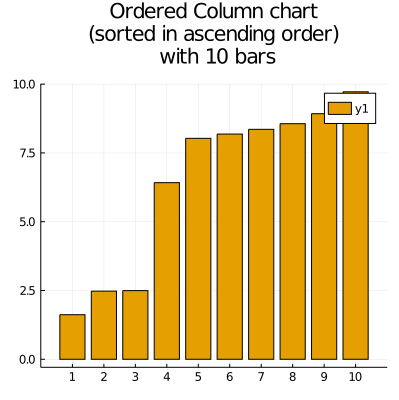 Ordered Column chart
(sorted in ascending order)
with 10 bars
10.0
y1
7.5
5.0
2.5
0.0
1 2 3 4 5 6 7 8 9 10